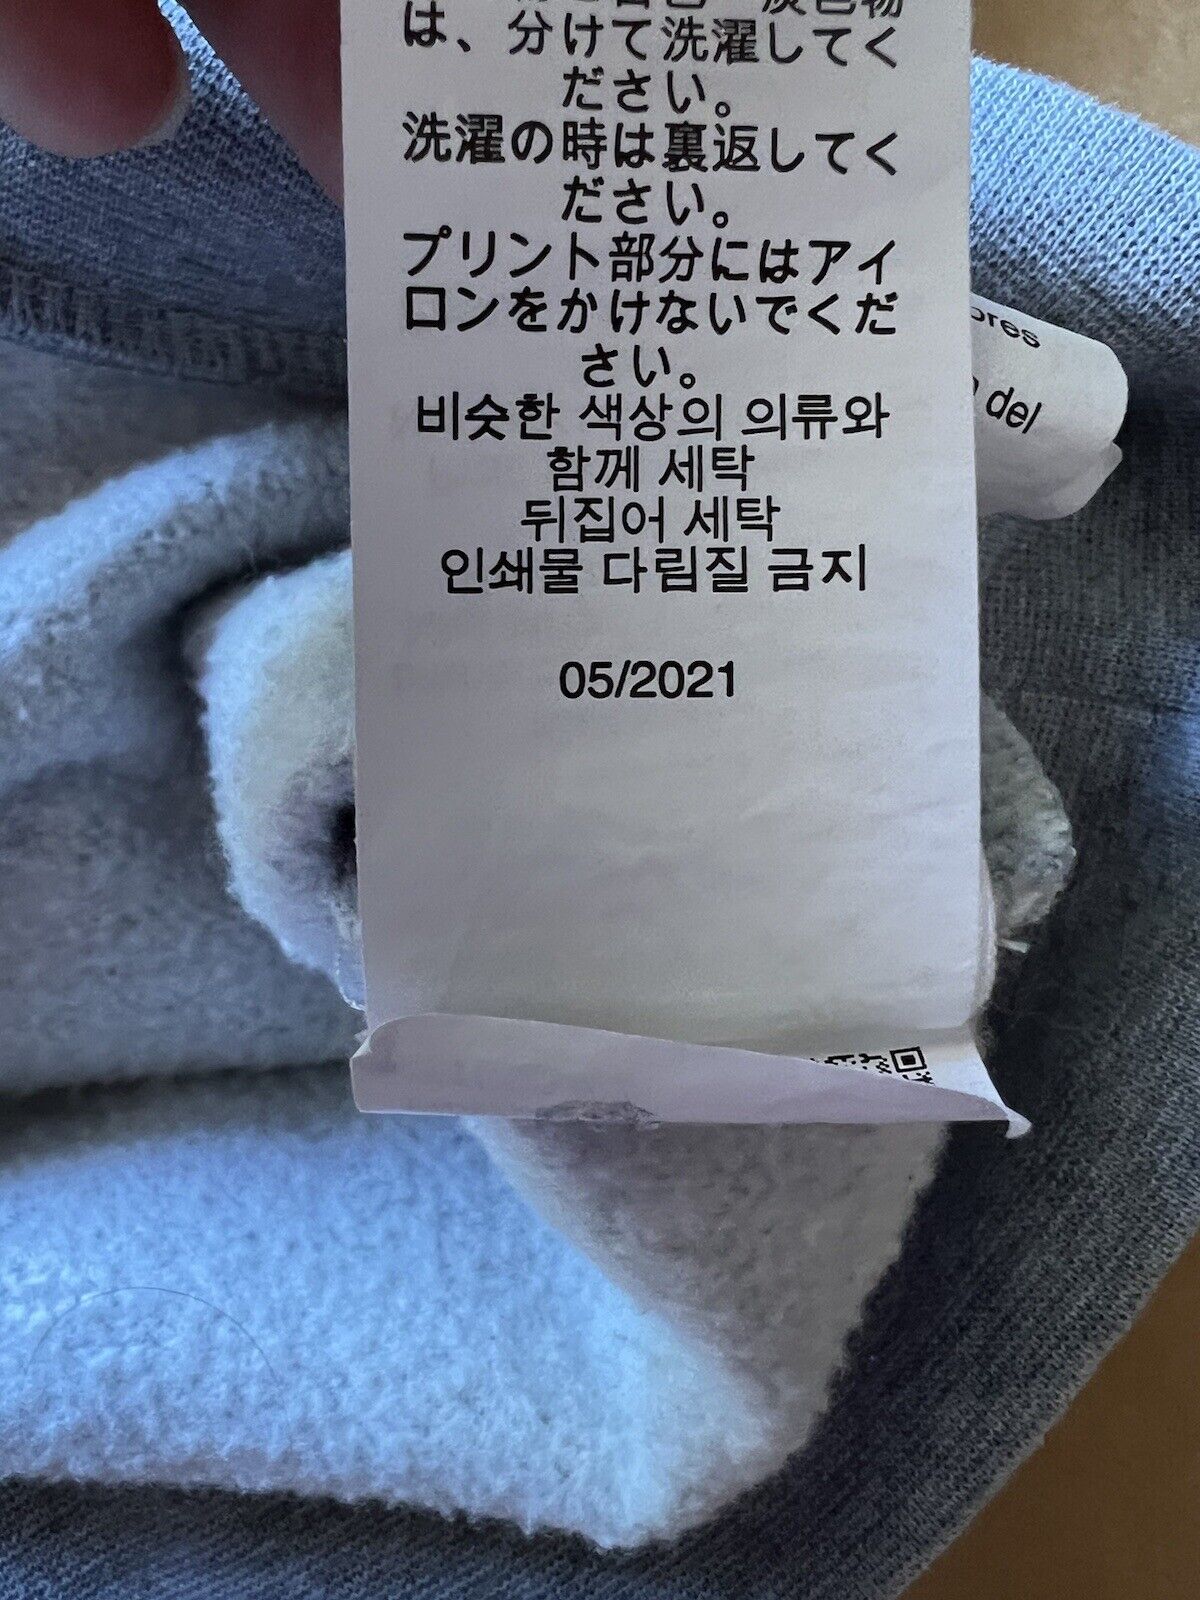 は、分けて洗濯してく
ださい。
洗濯の時は裏返してく
ださい。
プリント部分にはアイ
ロンをかけないでくだ
さい。
비슷한 색상의 의류와
함께 세탁
뒤집어 세탁
인쇄물 다림질 금지
05/2021
del